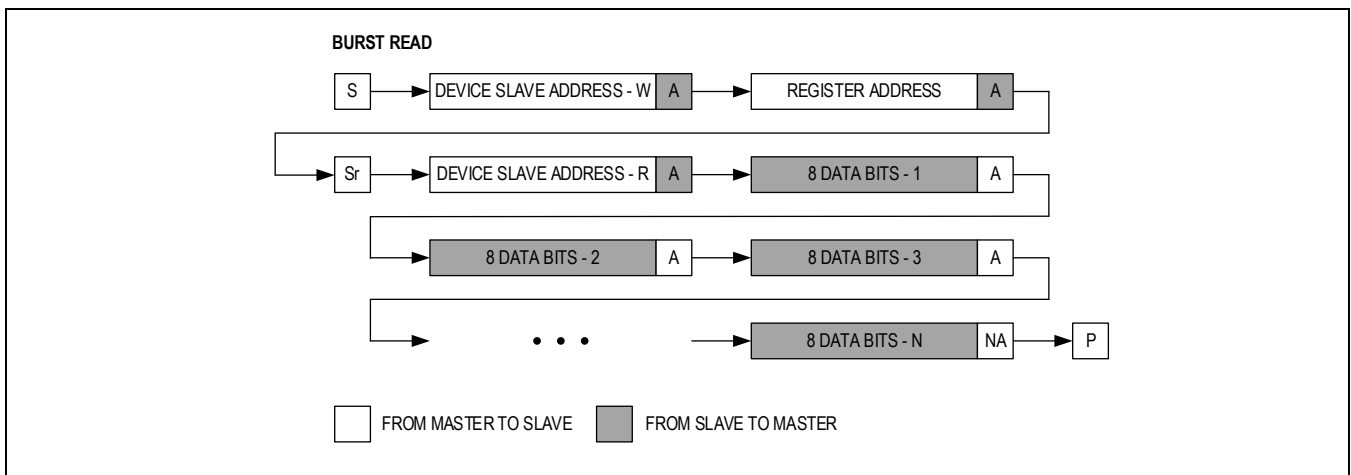 BURST READ
S DEVICE SLAVE ADDRESS - W A REGISTER ADDRESS A
Sr DEVICE SLAVE ADDRESS - R A 8 DATA BITS - 1 A
8 DATA BITS - 2 A 8 DATA BITS - 3 A
• • • 8 DATA BITS - N NA P
FROM MASTER TO SLAVE FROM SLAVE TO MASTER